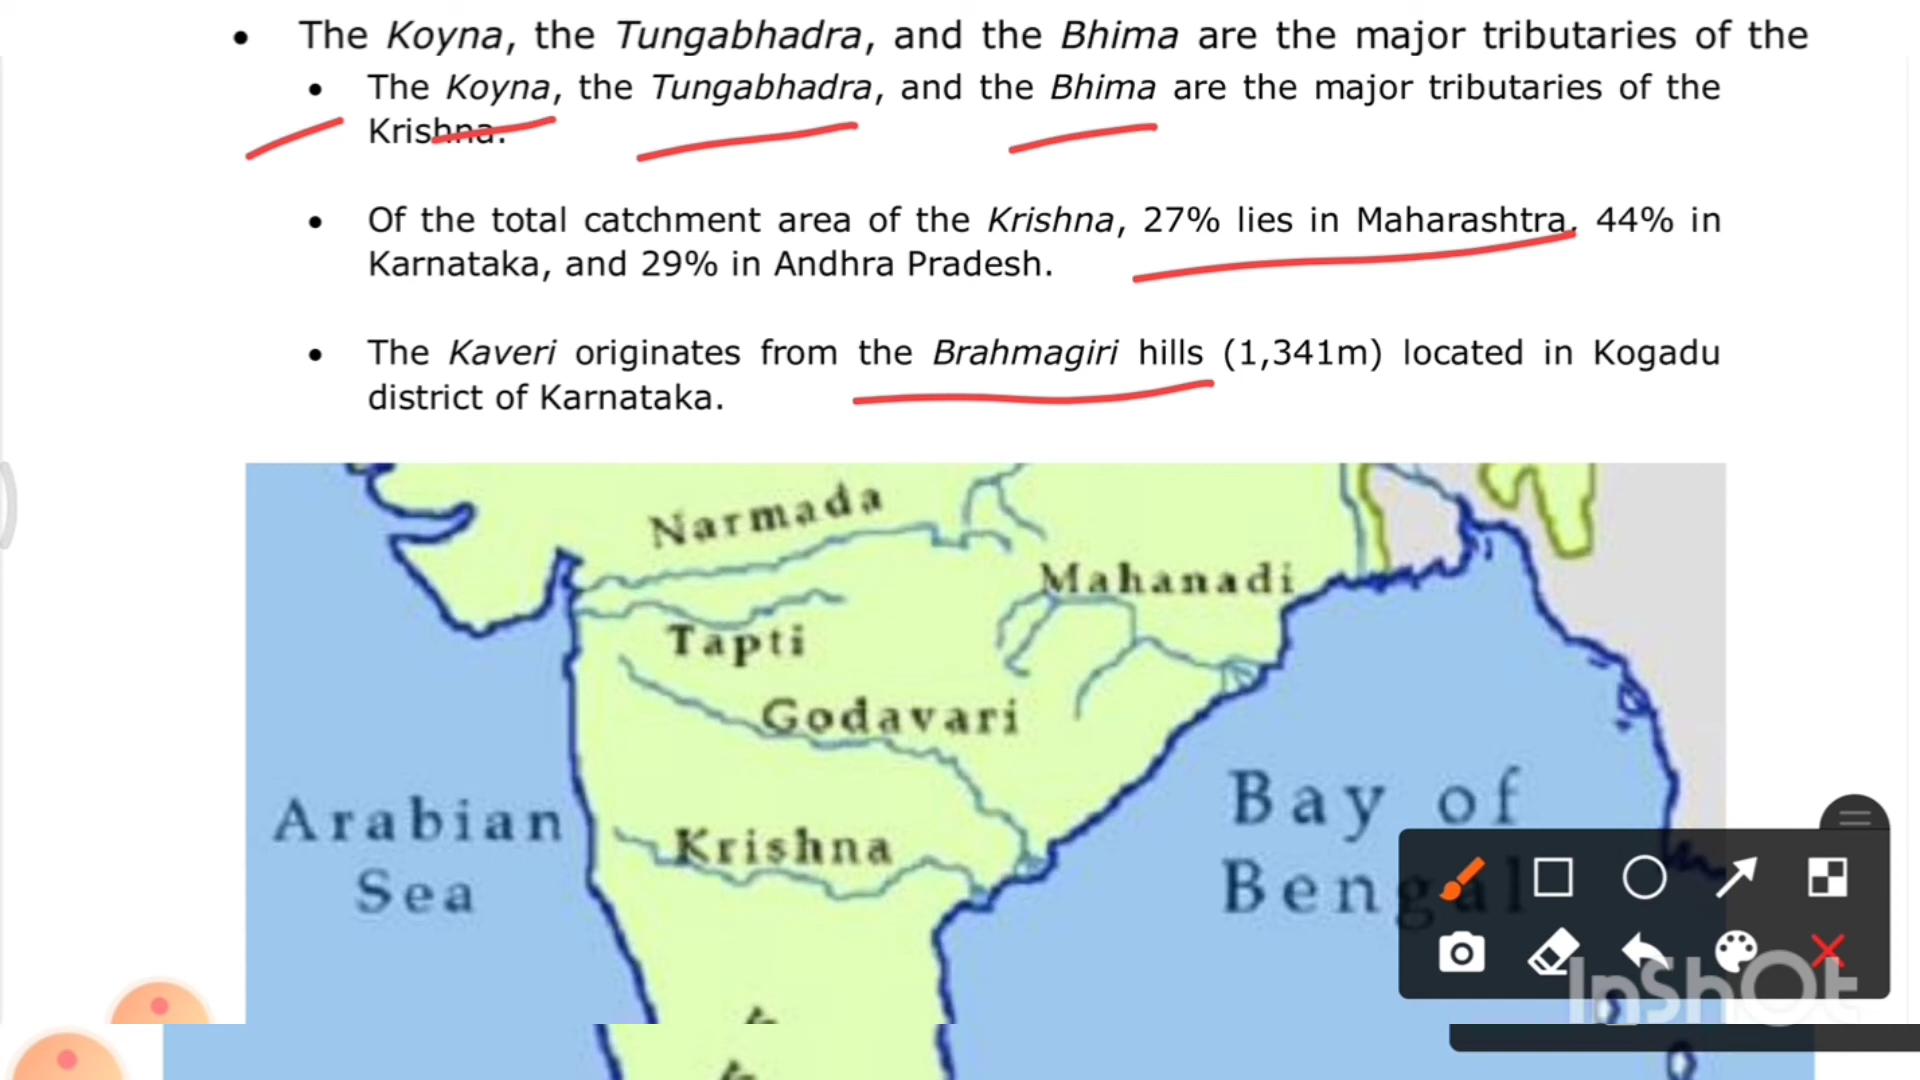 • The Koyna, the Tungabhadra, and the Bhima are the major tributaries of the
• The Koyna, the Tungabhadra, and the Bhima are the major tributaries of the
Krishna.
• Of the total catchment area of the Krishna, 27% lies in Maharashtra, 44% in
Karnataka, and 29% in Andhra Pradesh.
• The Kaveri originates from the Brahmagiri hills (1,341m) located in Kogadu
district of Karnataka.
Narmada
Mahanadi
Tapti
Godavari
Arabian
Sea
Krishna
Bay of
Bengal
InShOt